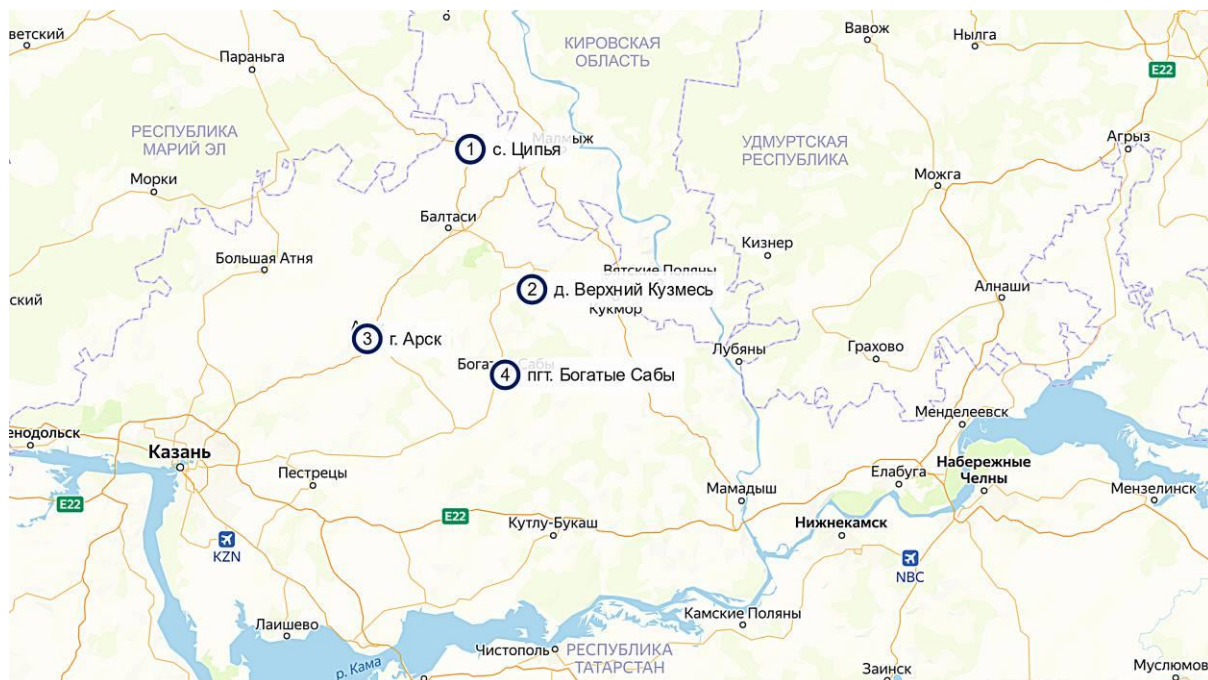 ветский
Параньга
КИРОВСКАЯ
ОБЛАСТЬ
Вавож
Нылга
E22
РЕСПУБЛИКА
МАРИЙ ЭЛ
1 с. Ципья
Малмыж
УДМУРТСКАЯ
РЕСПУБЛИКА
Агрыз
Морки
Можга
Балтаси
Кизнер
Большая Атня
Вятские Поляны
2 д. Верхний Кузмесь
Кукмор
Алнаши
ский
3 г. Арск
Лубяны
Грахово
4 пгт. Богатые Сабы
Менделеевск
енодольск
Казань
Пестрецы
Елабуга
Набережные
Челны
Мензелинск
Мамадыш
E22
E22
Кутлу-Букаш
Нижнекамск
KZN
NBC
Лаишево
Камские Поляны
Чистополь
РЕСПУБЛИКА
ТАТАРСТАН
р. Кама
Заинск
Муслюмов